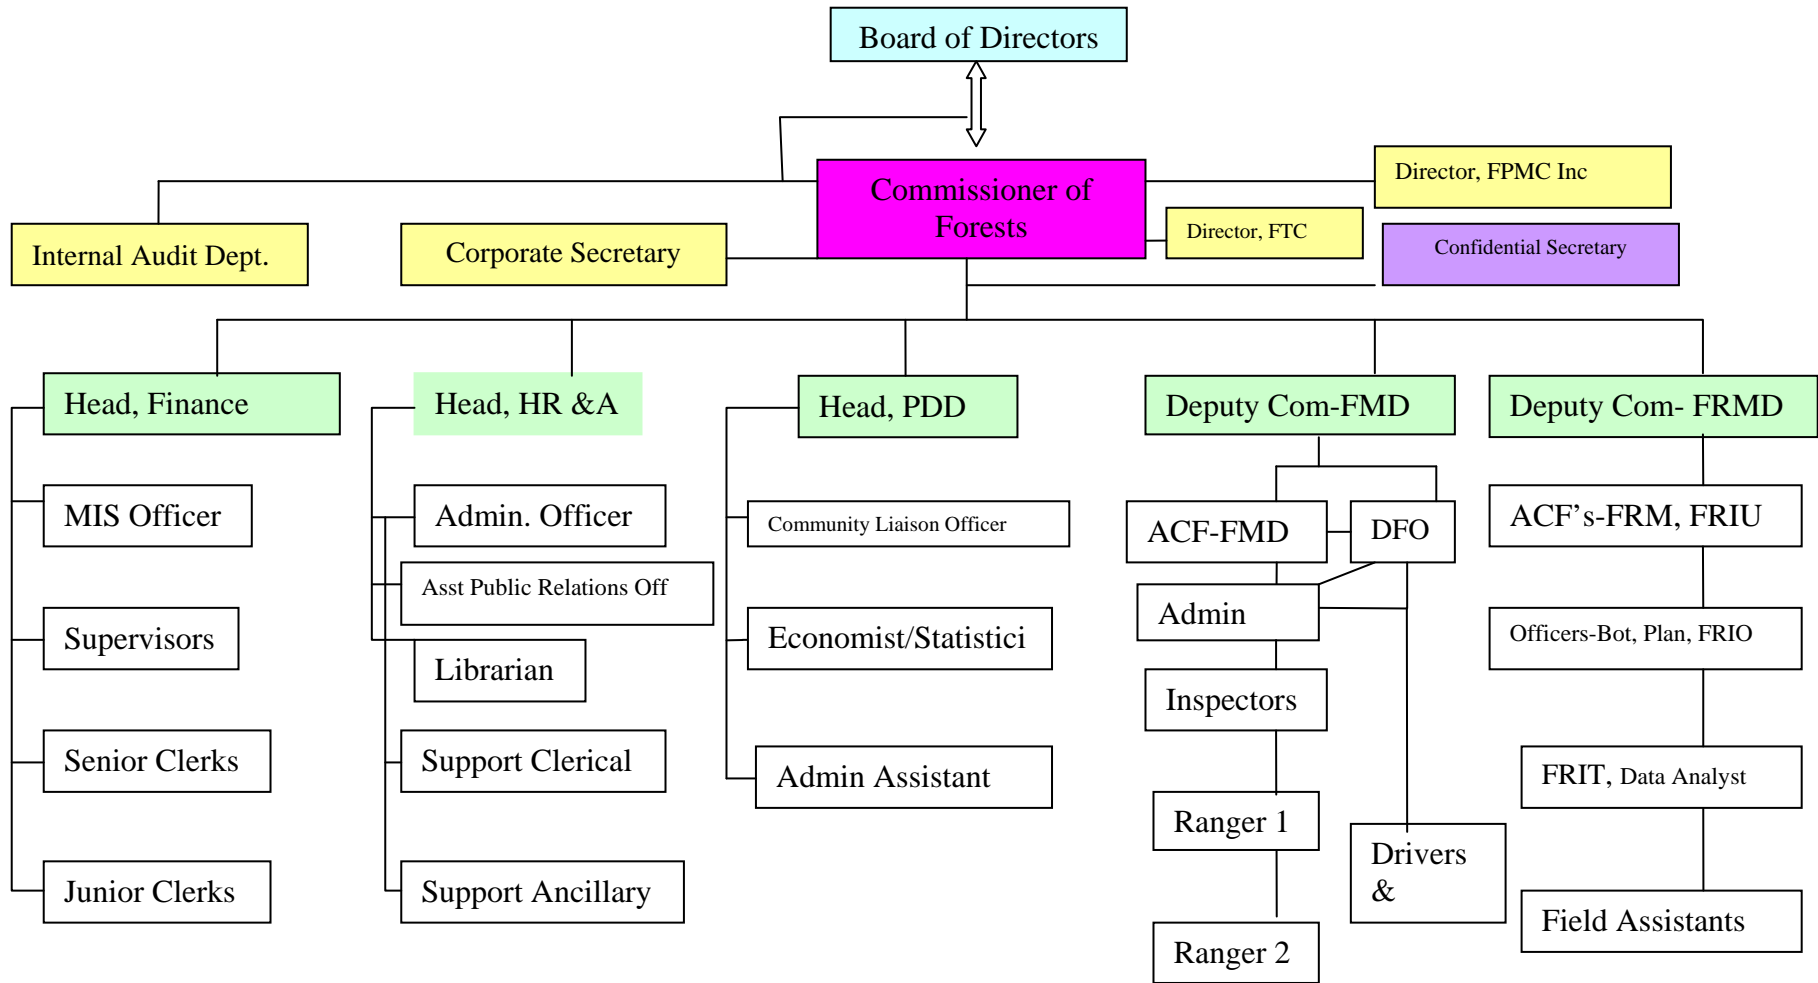 Board of Directors
Commissioner of
Forests
Director, FPMC Inc
Director, FTC
Confidential Secretary
Internal Audit Dept.
Corporate Secretary
Head, Finance
Head, HR &A
Head, PDD
Deputy Com-FMD
Deputy Com- FRMD
MIS Officer
Admin. Officer
Community Liaison Officer
ACF-FMD
DFO
ACF’s-FRM, FRIU
Asst Public Relations Off
Admin
Supervisors
Librarian
Economist/Statistici
Officers-Bot, Plan, FRIO
Inspectors
Senior Clerks
Support Clerical
Admin Assistant
FRIT, Data Analyst
Ranger 1
Drivers
&
Junior Clerks
Support Ancillary
Field Assistants
Ranger 2